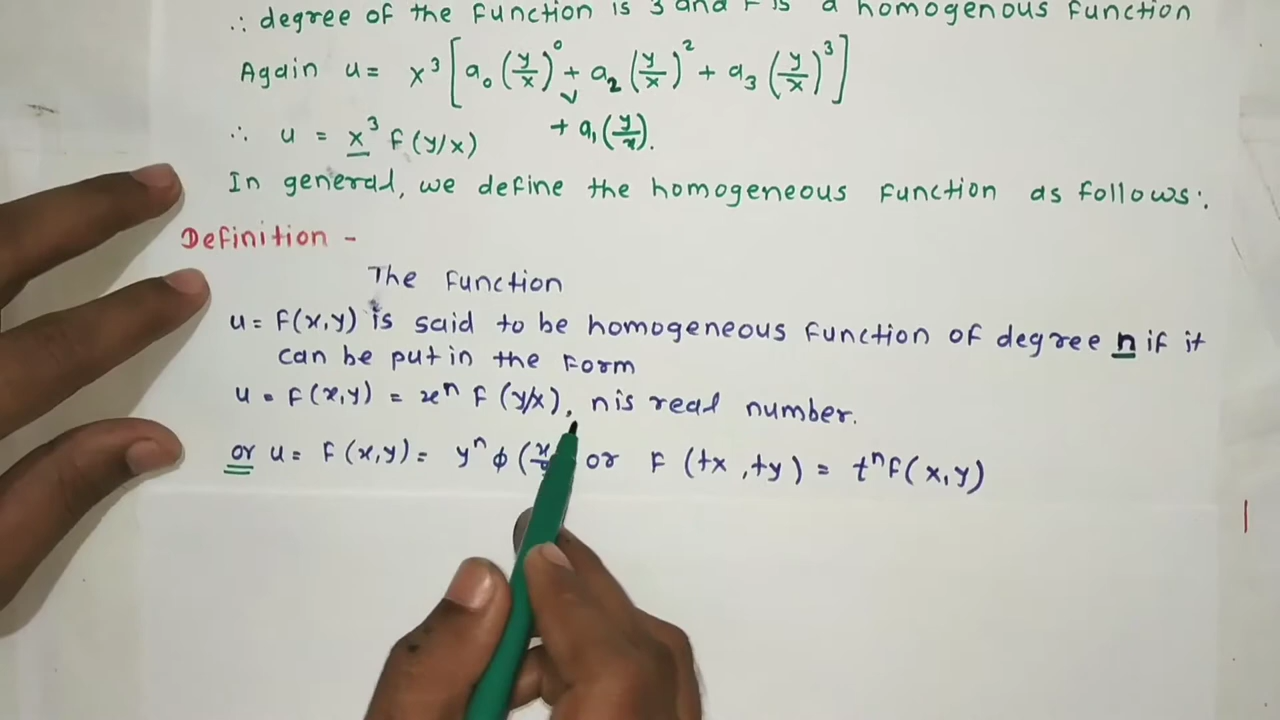 ∴ degree of the function is 3 and F is a homogenous function
Again u = x³ [a₀ (y/x)⁰ + a₂ (y/x)² + a₃ (y/x)³]
+ a₁ (y/x).
∴ u = x³ F(y/x)
In general, we define the homogeneous function as follows:
Definition -
The function
u = F(x,y) is said to be homogeneous function of degree n if it
can be put in the form
u = F(x,y) = xⁿ F (y/x), n is real number.
or u = F(x,y) = yⁿ ϕ (x/ or F (tx, ty) = tⁿ F(x,y)